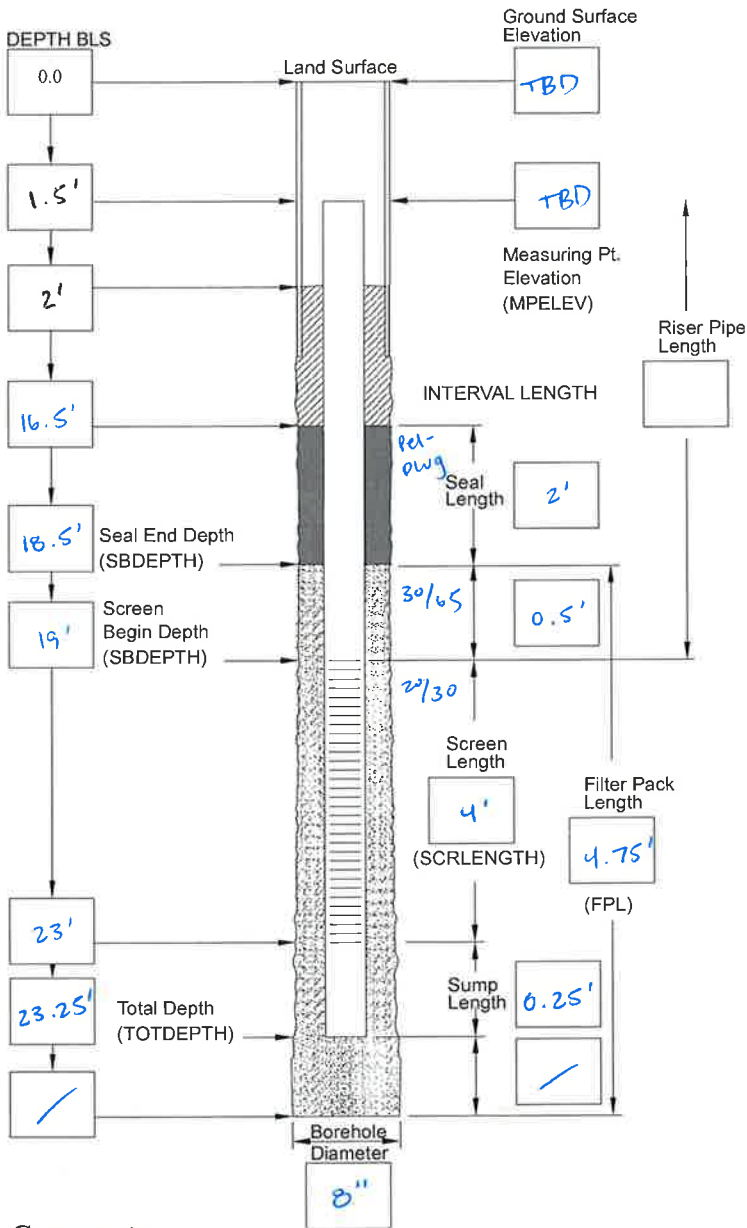 DEPTH BLS
0.0
1.5'
2'
16.5'
18.5'
Seal End Depth
(SBDEPTH)
19'
Screen
Begin Depth
(SBDEPTH)
23'
23.25'
Total Depth
(TOTDEPTH)
/
Land Surface
Ground Surface
Elevation
TBD
TBD
Measuring Pt.
Elevation
(MPELEV)
Riser Pipe
Length
INTERVAL LENGTH
Pel-
Seal
Length
2'
30/65
0.5'
20/30
Screen
Length
4'
(SCRLENGTH)
Filter Pack
Length
4.75'
(FPL)
Sump
Length
0.25'
/
Borehole
Diameter
8"